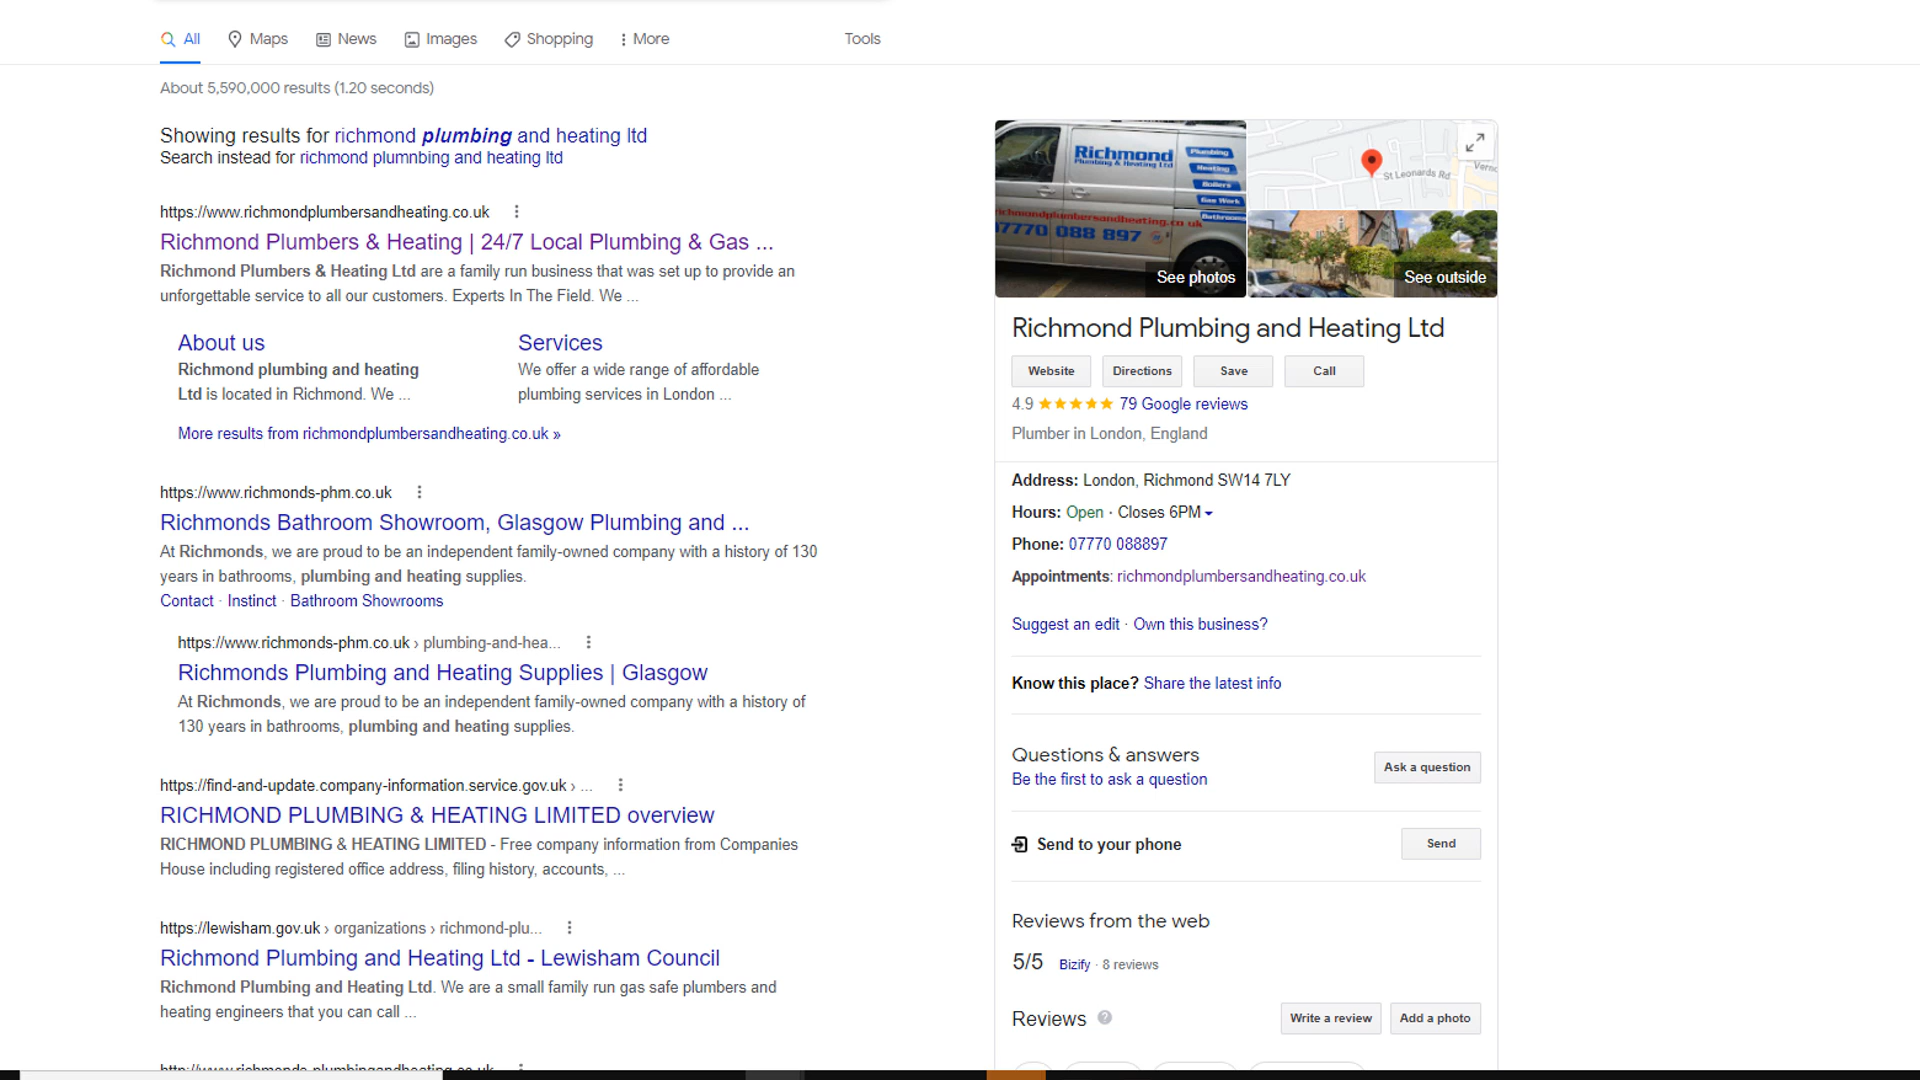 All
Maps
News
Images
Shopping
More
Tools
About 5,590,000 results (1.20 seconds)
Showing results for richmond plumbing and heating ltd
Search instead for richmond plumnbing and heating ltd
https://www.richmondplumbersandheating.co.uk
Richmond Plumbers & Heating | 24/7 Local Plumbing & Gas ...
Richmond Plumbers & Heating Ltd are a family run business that was set up to provide an
unforgettable service to all our customers. Experts In The Field. We ...
About us
Richmond plumbing and heating
Ltd is located in Richmond. We ...
Services
We offer a wide range of affordable
plumbing services in London ...
More results from richmondplumbersandheating.co.uk »
https://www.richmonds-phm.co.uk
Richmonds Bathroom Showroom, Glasgow Plumbing and ...
At Richmonds, we are proud to be an independent family-owned company with a history of 130
years in bathrooms, plumbing and heating supplies.
Contact · Instinct · Bathroom Showrooms
https://www.richmonds-phm.co.uk › plumbing-and-hea...
Richmonds Plumbing and Heating Supplies | Glasgow
At Richmonds, we are proud to be an independent family-owned company with a history of
130 years in bathrooms, plumbing and heating supplies.
https://find-and-update.company-information.service.gov.uk › ...
RICHMOND PLUMBING & HEATING LIMITED overview
RICHMOND PLUMBING & HEATING LIMITED - Free company information from Companies
House including registered office address, filing history, accounts, ...
https://lewisham.gov.uk › organizations › richmond-plu...
Richmond Plumbing and Heating Ltd - Lewisham Council
Richmond Plumbing and Heating Ltd. We are a small family run gas safe plumbers and
heating engineers that you can call ...
http://www.richmonds-plumbingandheating.co.uk
Richmond
Plumbing & Heating Ltd
Plumbing
Heating
Boilers
Gas Work
Bathrooms
richmondplumbersandheating.co.uk
07770 088 897
See photos
St Leonards Rd
See outside
Richmond Plumbing and Heating Ltd
Website
Directions
Save
Call
4.9 79 Google reviews
Plumber in London, England
Address: London, Richmond SW14 7LY
Hours: Open · Closes 6PM
Phone: 07770 088897
Appointments: richmondplumbersandheating.co.uk
Suggest an edit · Own this business?
Know this place? Share the latest info
Questions & answers
Be the first to ask a question
Ask a question
Send to your phone
Send
Reviews from the web
5/5 Bizify · 8 reviews
Reviews
Write a review
Add a photo